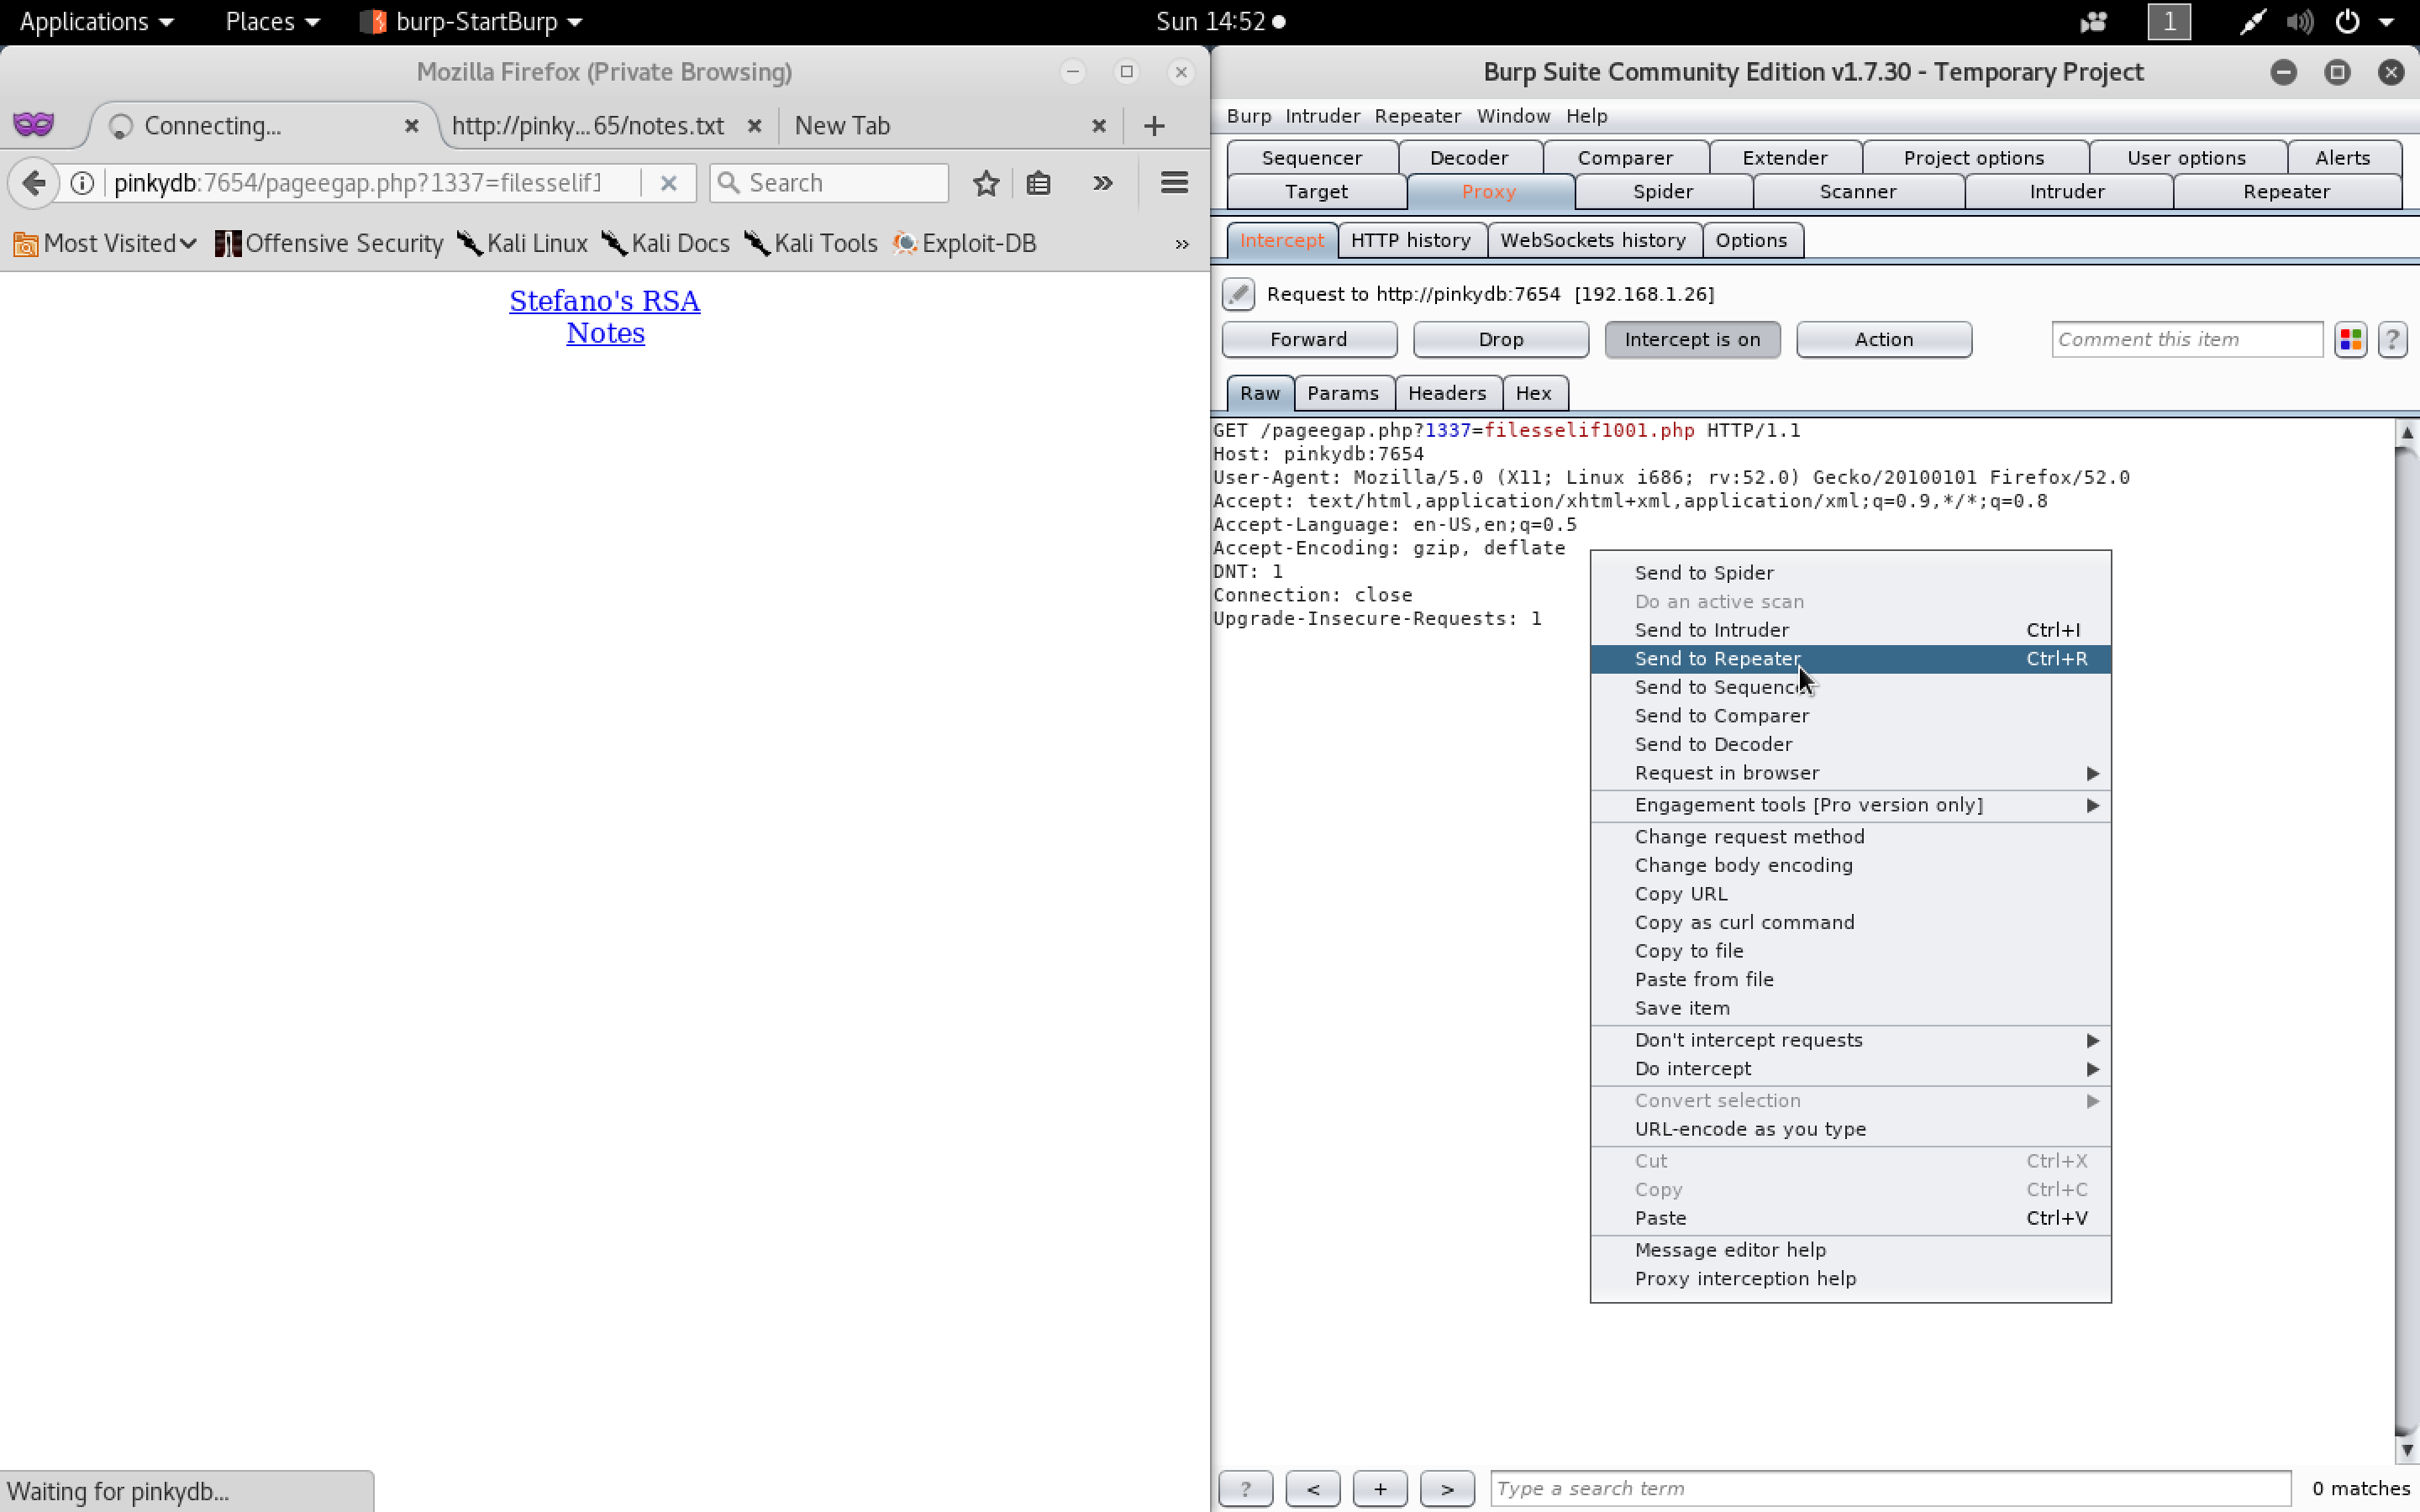 Applications Places burp-StartBurp Sun 14:52 1
Mozilla Firefox (Private Browsing)
Connecting... http://pinky...65/notes.txt New Tab
pinkydb:7654/pageegap.php?1337=filesselif1 Search
Most Visited Offensive Security Kali Linux Kali Docs Kali Tools Exploit-DB »
Stefano's RSA
Notes
Waiting for pinkydb...
Burp Suite Community Edition v1.7.30 - Temporary Project
Burp Intruder Repeater Window Help
Sequencer Decoder Comparer Extender Project options User options Alerts
Target Proxy Spider Scanner Intruder Repeater
Intercept HTTP history WebSockets history Options
Request to http://pinkydb:7654 [192.168.1.26]
Forward Drop Intercept is on Action Comment this item ?
Raw Params Headers Hex
GET /pageegap.php?1337=filesselif1001.php HTTP/1.1
Host: pinkydb:7654
User-Agent: Mozilla/5.0 (X11; Linux i686; rv:52.0) Gecko/20100101 Firefox/52.0
Accept: text/html,application/xhtml+xml,application/xml;q=0.9,*/*;q=0.8
Accept-Language: en-US,en;q=0.5
Accept-Encoding: gzip, deflate
DNT: 1
Connection: close
Upgrade-Insecure-Requests: 1
Send to Spider
Do an active scan
Send to Intruder Ctrl+I
Send to Repeater Ctrl+R
Send to Sequencer
Send to Comparer
Send to Decoder
Request in browser
Engagement tools [Pro version only]
Change request method
Change body encoding
Copy URL
Copy as curl command
Copy to file
Paste from file
Save item
Don't intercept requests
Do intercept
Convert selection
URL-encode as you type
Cut Ctrl+X
Copy Ctrl+C
Paste Ctrl+V
Message editor help
Proxy interception help
? < + > Type a search term 0 matches